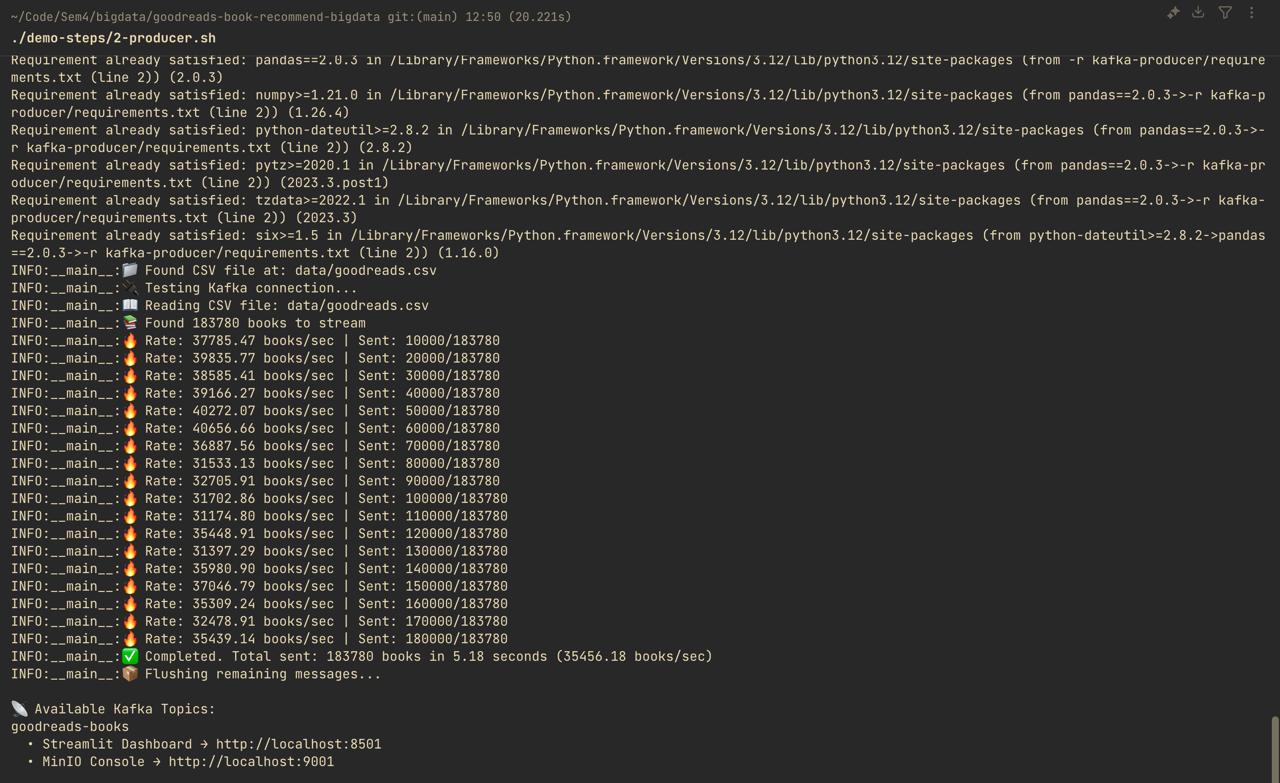 ~/Code/Sem4/bigdata/goodreads-book-recommend-bigdata git:(main) 12:50 (20.221s)
./demo-steps/2-producer.sh
Requirement already satisfied: pandas==2.0.3 in /Library/Frameworks/Python.framework/Versions/3.12/lib/python3.12/site-packages (from -r kafka-producer/require
ments.txt (line 2)) (2.0.3)
Requirement already satisfied: numpy>=1.21.0 in /Library/Frameworks/Python.framework/Versions/3.12/lib/python3.12/site-packages (from pandas==2.0.3->-r kafka-p
roducer/requirements.txt (line 2)) (1.26.4)
Requirement already satisfied: python-dateutil>=2.8.2 in /Library/Frameworks/Python.framework/Versions/3.12/lib/python3.12/site-packages (from pandas==2.0.3->-
r kafka-producer/requirements.txt (line 2)) (2.8.2)
Requirement already satisfied: pytz>=2020.1 in /Library/Frameworks/Python.framework/Versions/3.12/lib/python3.12/site-packages (from pandas==2.0.3->-r kafka-pr
oducer/requirements.txt (line 2)) (2023.3.post1)
Requirement already satisfied: tzdata>=2022.1 in /Library/Frameworks/Python.framework/Versions/3.12/lib/python3.12/site-packages (from pandas==2.0.3->-r kafka-
producer/requirements.txt (line 2)) (2023.3)
Requirement already satisfied: six>=1.5 in /Library/Frameworks/Python.framework/Versions/3.12/lib/python3.12/site-packages (from python-dateutil>=2.8.2->pandas
==2.0.3->-r kafka-producer/requirements.txt (line 2)) (1.16.0)
INFO:__main__:📁 Found CSV file at: data/goodreads.csv
INFO:__main__:🔌 Testing Kafka connection...
INFO:__main__:📖 Reading CSV file: data/goodreads.csv
INFO:__main__:📚 Found 183780 books to stream
INFO:__main__:🔥 Rate: 37785.47 books/sec | Sent: 10000/183780
INFO:__main__:🔥 Rate: 39835.77 books/sec | Sent: 20000/183780
INFO:__main__:🔥 Rate: 38585.41 books/sec | Sent: 30000/183780
INFO:__main__:🔥 Rate: 39166.27 books/sec | Sent: 40000/183780
INFO:__main__:🔥 Rate: 40272.07 books/sec | Sent: 50000/183780
INFO:__main__:🔥 Rate: 40656.66 books/sec | Sent: 60000/183780
INFO:__main__:🔥 Rate: 36887.56 books/sec | Sent: 70000/183780
INFO:__main__:🔥 Rate: 31533.13 books/sec | Sent: 80000/183780
INFO:__main__:🔥 Rate: 32705.91 books/sec | Sent: 90000/183780
INFO:__main__:🔥 Rate: 31702.86 books/sec | Sent: 100000/183780
INFO:__main__:🔥 Rate: 31174.80 books/sec | Sent: 110000/183780
INFO:__main__:🔥 Rate: 35448.91 books/sec | Sent: 120000/183780
INFO:__main__:🔥 Rate: 31397.29 books/sec | Sent: 130000/183780
INFO:__main__:🔥 Rate: 35980.90 books/sec | Sent: 140000/183780
INFO:__main__:🔥 Rate: 37046.79 books/sec | Sent: 150000/183780
INFO:__main__:🔥 Rate: 35309.24 books/sec | Sent: 160000/183780
INFO:__main__:🔥 Rate: 32478.91 books/sec | Sent: 170000/183780
INFO:__main__:🔥 Rate: 35439.14 books/sec | Sent: 180000/183780
INFO:__main__:✅ Completed. Total sent: 183780 books in 5.18 seconds (35456.18 books/sec)
INFO:__main__:📦 Flushing remaining messages...
📡 Available Kafka Topics:
goodreads-books
• Streamlit Dashboard → http://localhost:8501
• MinIO Console → http://localhost:9001